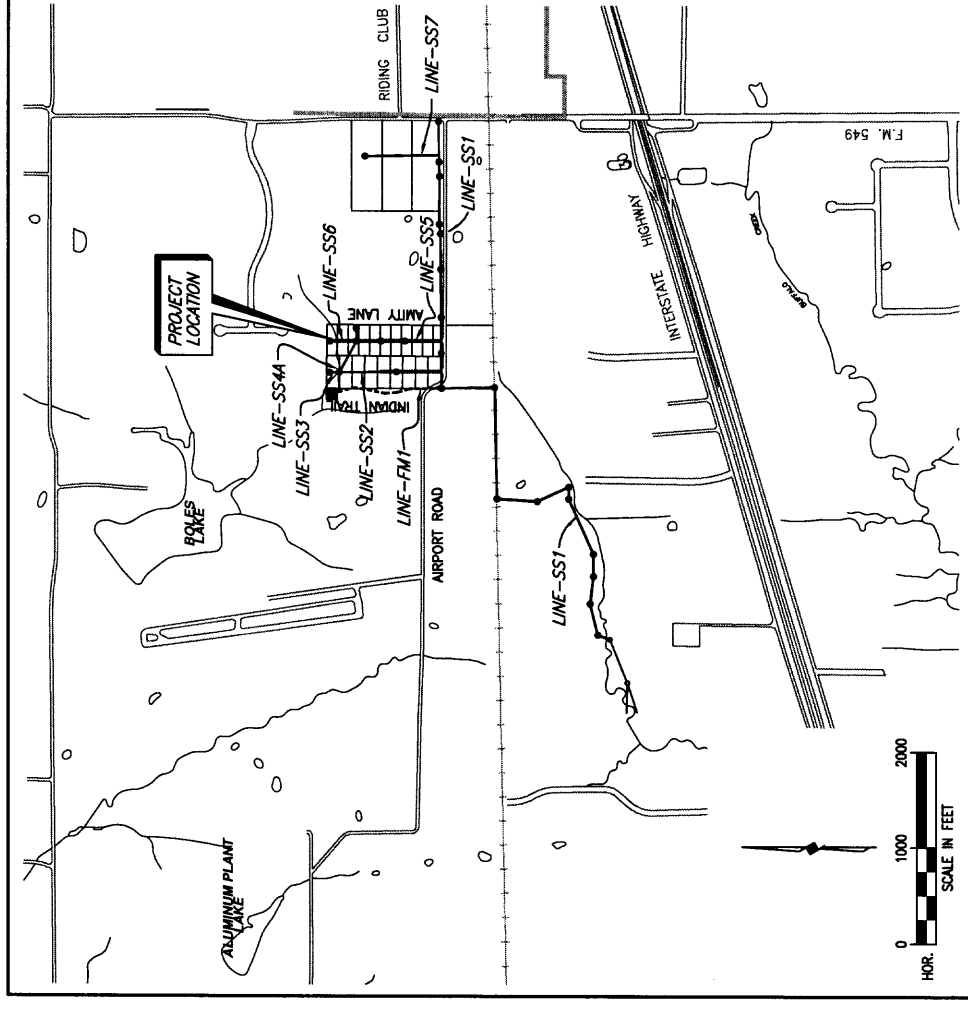 RIDING CLUB
LINE-SS7
LINE-SS1
F.M. 549
PROJECT
LOCATION
LINE-SS6
LINE-SS5
AMITY LANE
INTERSTATE HIGHWAY
BUFFALO
CREEK
LINE-SS4A
LINE-SS3
LINE-SS2
LINE-FM1
INDIAN TRAIL
BOLES
LAKE
AIRPORT ROAD
LINE-SS1
ALUMINUM PLANT
LAKE
0 1000 2000
HOR. SCALE IN FEET